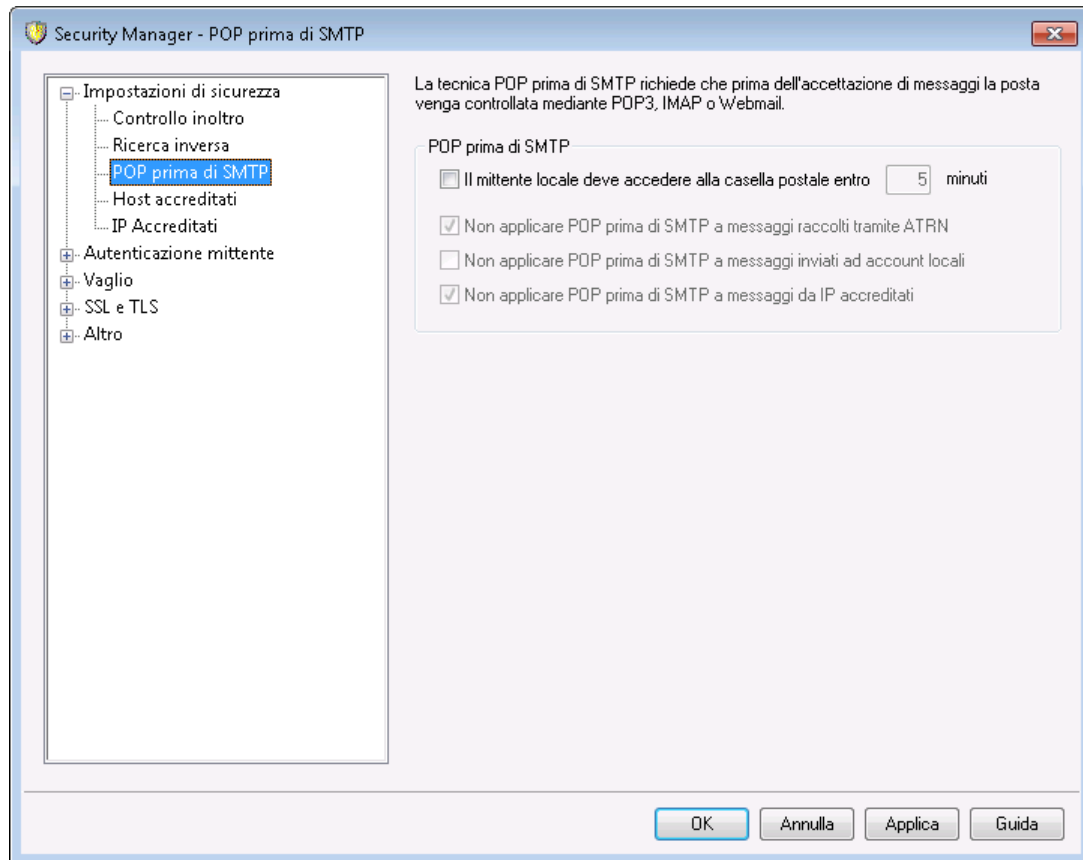 Security Manager - POP prima di SMTP
Impostazioni di sicurezza
Controllo inoltro
Ricerca inversa
POP prima di SMTP
Host accreditati
IP Accreditati
Autenticazione mittente
Vaglio
SSL e TLS
Altro
La tecnica POP prima di SMTP richiede che prima dell'accettazione di messaggi la posta
venga controllata mediante POP3, IMAP o Webmail.
POP prima di SMTP
Il mittente locale deve accedere alla casella postale entro 5 minuti
Non applicare POP prima di SMTP a messaggi raccolti tramite ATRN
Non applicare POP prima di SMTP a messaggi inviati ad account locali
Non applicare POP prima di SMTP a messaggi da IP accreditati
OK Annulla Applica Guida